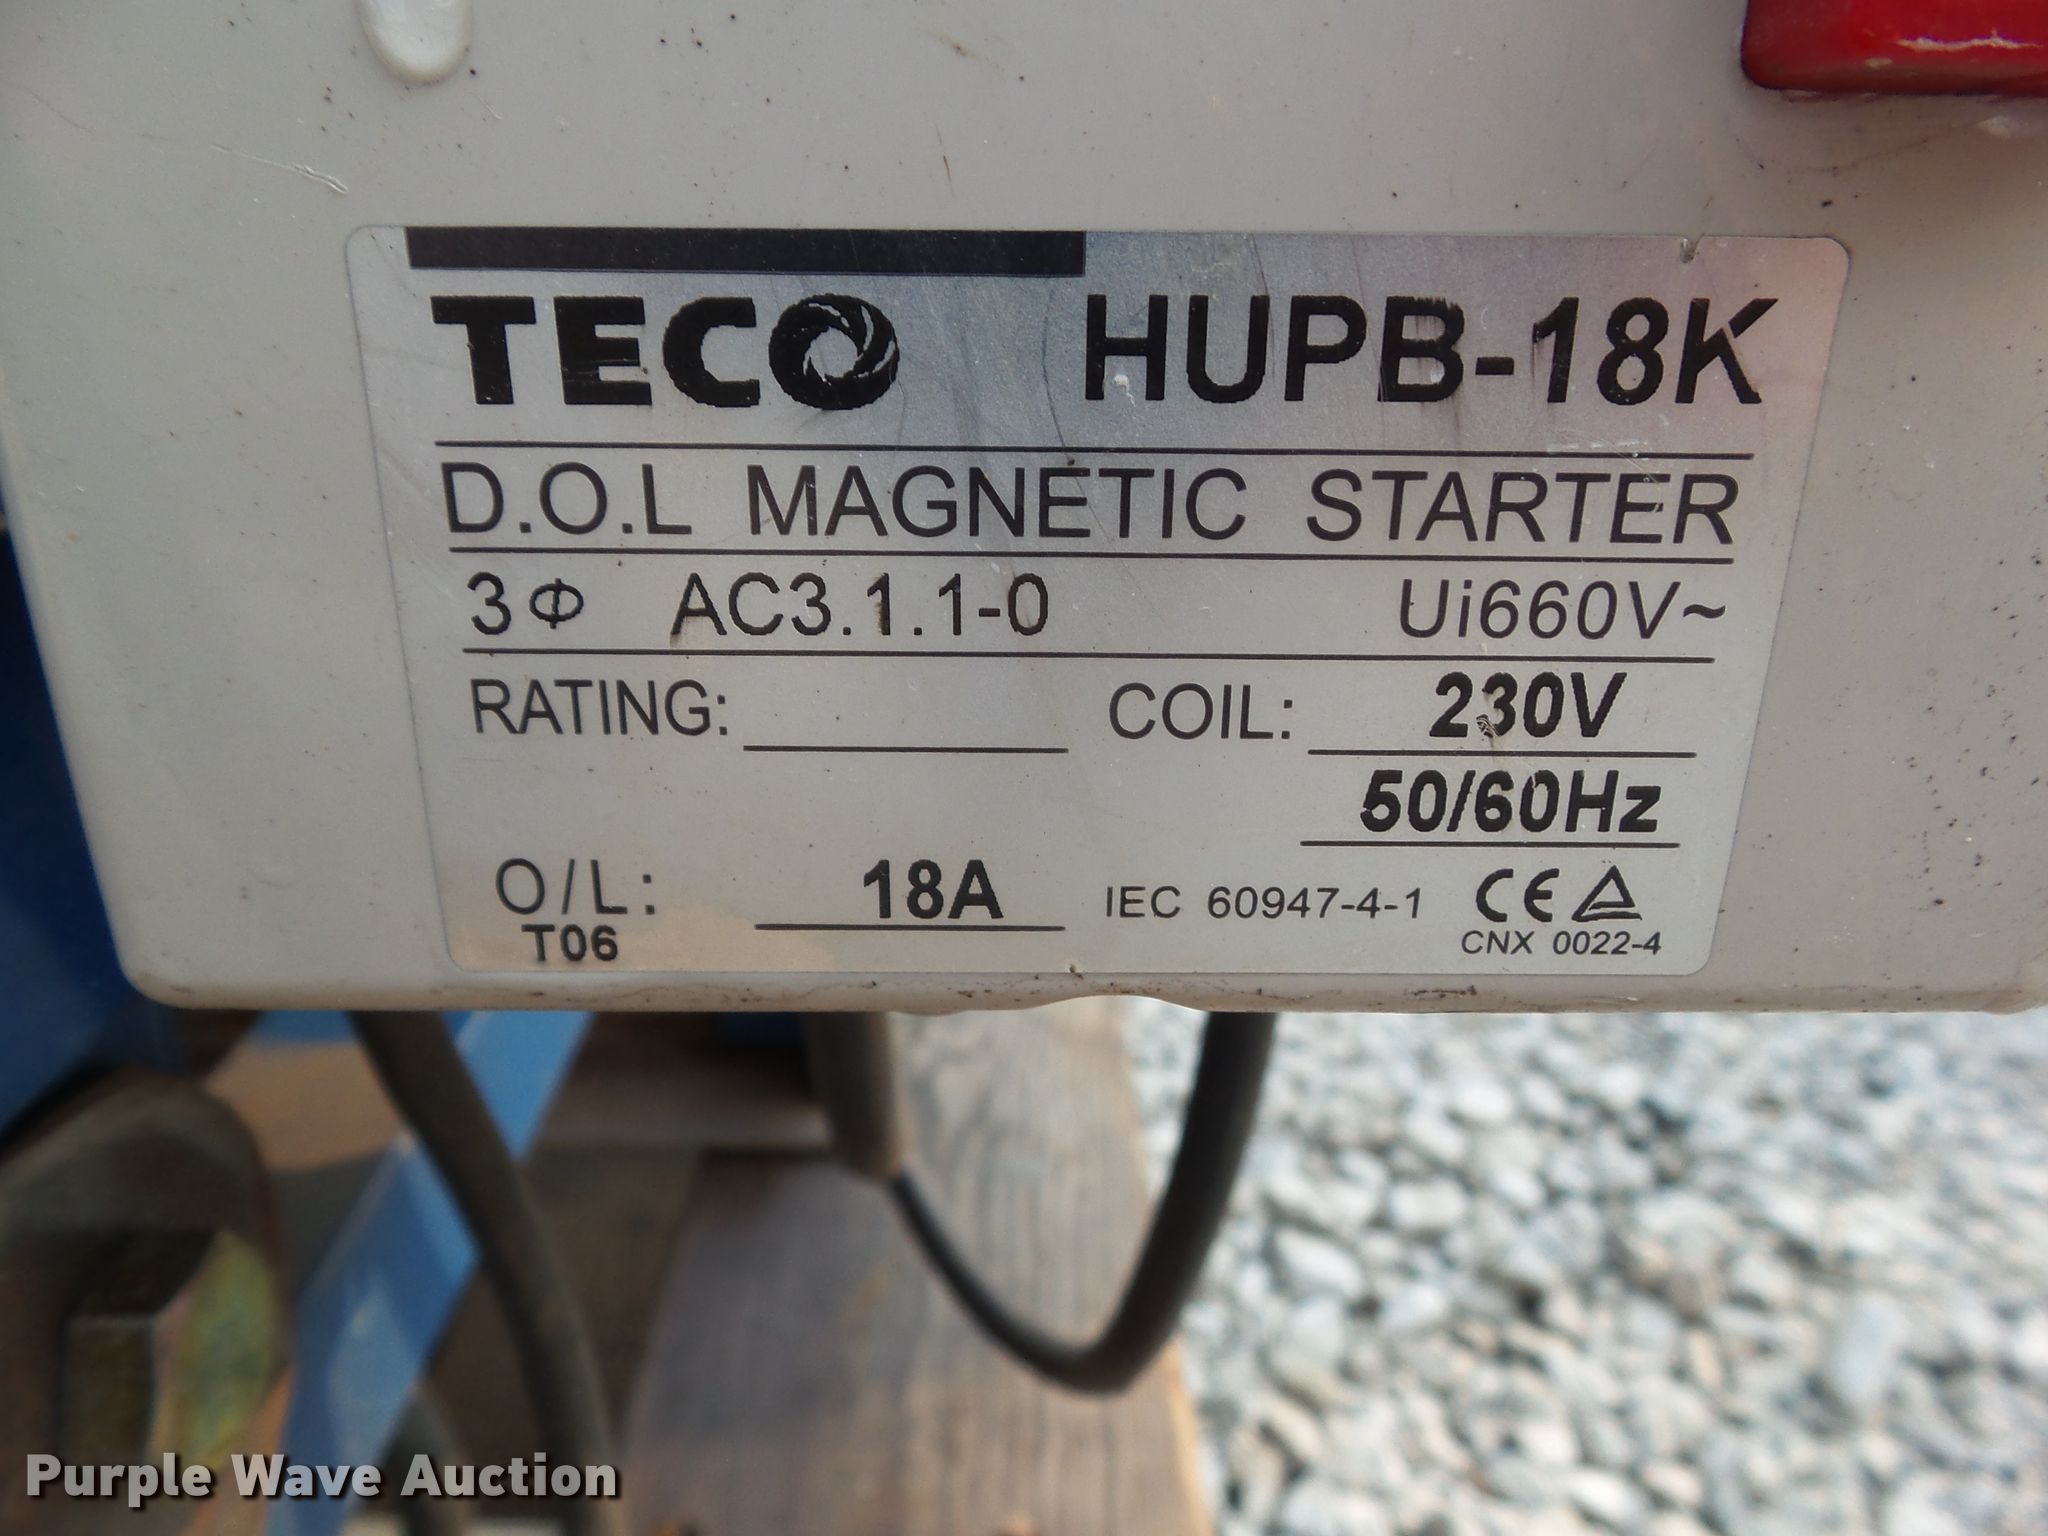 TECO HUPB-18K
D.O.L MAGNETIC STARTER
3Φ AC3.1.1-0 Ui660V~
RATING: COIL: 230V
50/60Hz
O/L: 18A IEC 60947-4-1 CE
T06 CNX 0022-4
Purple Wave Auction